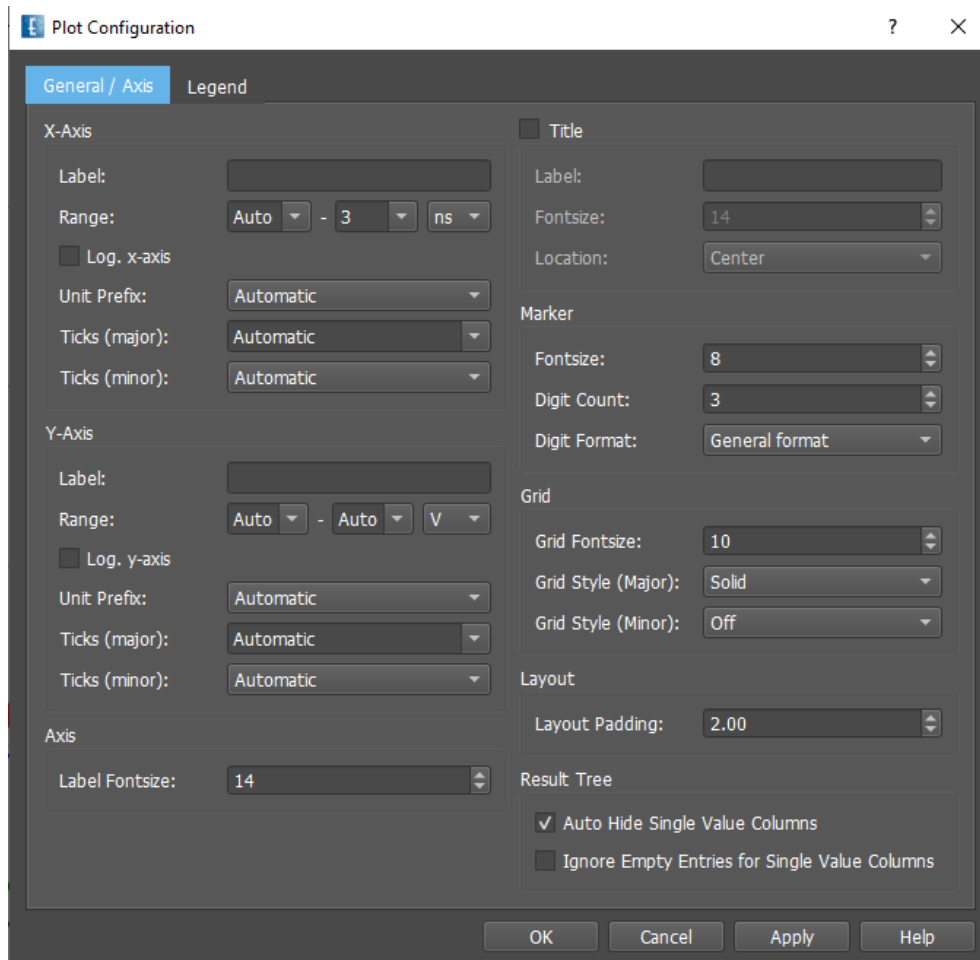 Plot Configuration ?
General / Axis Legend
X-Axis
Label:
Range: Auto - 3 ns
Log. x-axis
Unit Prefix: Automatic
Ticks (major): Automatic
Ticks (minor): Automatic
Y-Axis
Label:
Range: Auto - Auto V
Log. y-axis
Unit Prefix: Automatic
Ticks (major): Automatic
Ticks (minor): Automatic
Axis
Label Fontsize: 14
Title
Label:
Fontsize: 14
Location: Center
Marker
Fontsize: 8
Digit Count: 3
Digit Format: General format
Grid
Grid Fontsize: 10
Grid Style (Major): Solid
Grid Style (Minor): Off
Layout
Layout Padding: 2.00
Result Tree
Auto Hide Single Value Columns
Ignore Empty Entries for Single Value Columns
OK Cancel Apply Help